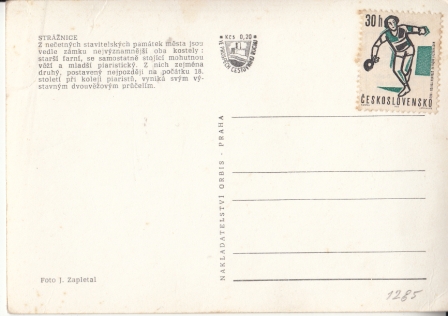 STRÁŽNICE
Z nečetných stavitelských památek města jsou
vedle zámku nejvýznamnější oba kostely :
starší farní, se samostatně stojící mohutnou
věží a mladší piaristický. Z nich zejména
druhý, postavený nejpozději na počátku 18.
století při koleji piaristů, vyniká svým vý-
stavným dvouvěžovým průčelím.
Foto J. Zapletal
Kčs 0,20
NAKLADATELSTVÍ ORBIS - PRAHA
30h
ČESKOSLOVENSKO
1285